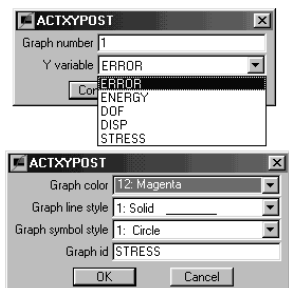 ACTXYPOST
Graph number 1
Y variable ERROR
ERROR
ENERGY
DOF
DISP
STRESS
ACTXYPOST
Graph color 12: Magenta
Graph line style 1: Solid
Graph symbol style 1: Circle
Graph id STRESS
OK Cancel